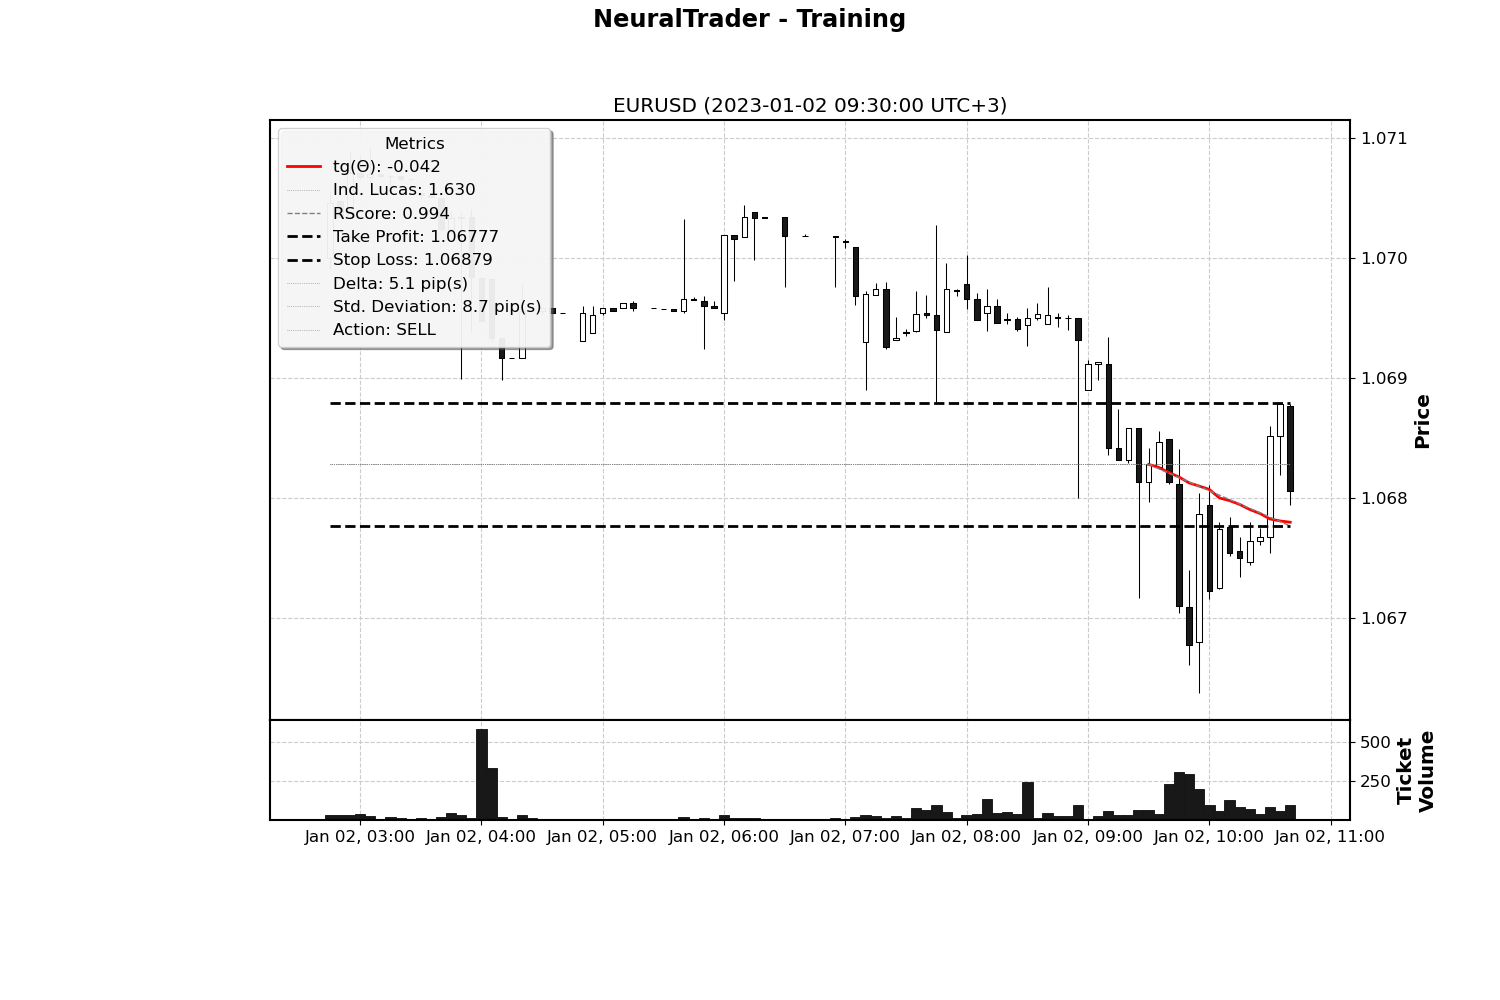 NeuralTrader - Training
EURUSD (2023-01-02 09:30:00 UTC+3)
Metrics
tg(Θ): -0.042
Ind. Lucas: 1.630
RScore: 0.994
Take Profit: 1.06777
Stop Loss: 1.06879
Delta: 5.1 pip(s)
Std. Deviation: 8.7 pip(s)
Action: SELL
1.071
1.070
1.069
1.068
1.067
Price
500
250
Ticket
Volume
Jan 02, 03:00
Jan 02, 04:00
Jan 02, 05:00
Jan 02, 06:00
Jan 02, 07:00
Jan 02, 08:00
Jan 02, 09:00
Jan 02, 10:00
Jan 02, 11:00